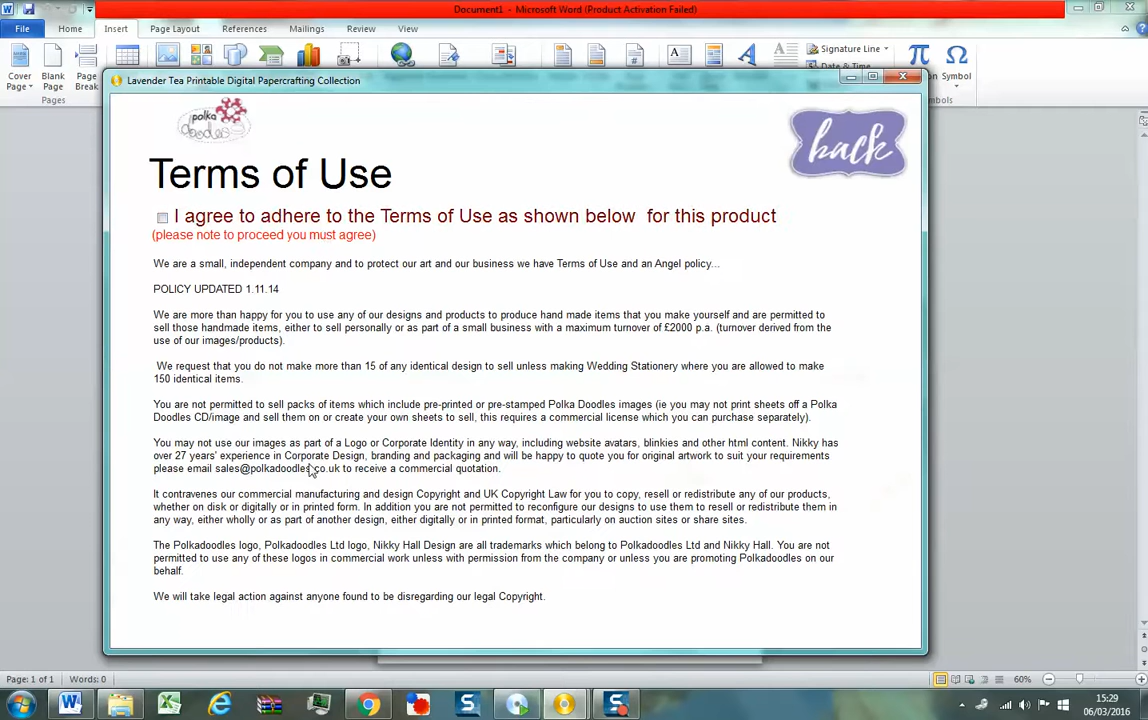 Document1 - Microsoft Word (Product Activation Failed)
File Home Insert Page Layout References Mailings Review View
Cover Page
Blank Page
Page Break
Pages
Signature Line
Date & Time
Symbol
Lavender Tea Printable Digital Papercrafting Collection
polka doodles
back
Terms of Use
I agree to adhere to the Terms of Use as shown below for this product
(please note to proceed you must agree)
We are a small, independent company and to protect our art and our business we have Terms of Use and an Angel policy...
POLICY UPDATED 1.11.14
We are more than happy for you to use any of our designs and products to produce hand made items that you make yourself and are permitted to
sell those handmade items, either to sell personally or as part of a small business with a maximum turnover of £2000 p.a. (turnover derived from the
use of our images/products).
We request that you do not make more than 15 of any identical design to sell unless making Wedding Stationery where you are allowed to make
150 identical items.
You are not permitted to sell packs of items which include pre-printed or pre-stamped Polka Doodles images (ie you may not print sheets off a Polka
Doodles CD/image and sell them on or create your own sheets to sell, this requires a commercial license which you can purchase separately).
You may not use our images as part of a Logo or Corporate Identity in any way, including website avatars, blinkies and other html content. Nikky has
over 27 years' experience in Corporate Design, branding and packaging and will be happy to quote you for original artwork to suit your requirements
please email sales@polkadoodles.co.uk to receive a commercial quotation.
It contravenes our commercial manufacturing and design Copyright and UK Copyright Law for you to copy, resell or redistribute any of our products,
whether on disk or digitally or in printed form. In addition you are not permitted to reconfigure our designs to use them to resell or redistribute them in
any way, either wholly or as part of another design, either digitally or in printed format, particularly on auction sites or share sites.
The Polkadoodles logo, Polkadoodles Ltd logo, Nikky Hall Design are all trademarks which belong to Polkadoodles Ltd and Nikky Hall. You are not
permitted to use any of these logos in commercial work unless with permission from the company or unless you are promoting Polkadoodles on our
behalf.
We will take legal action against anyone found to be disregarding our legal Copyright.
Page: 1 of 1 Words: 0
60%
15:29
06/03/2016